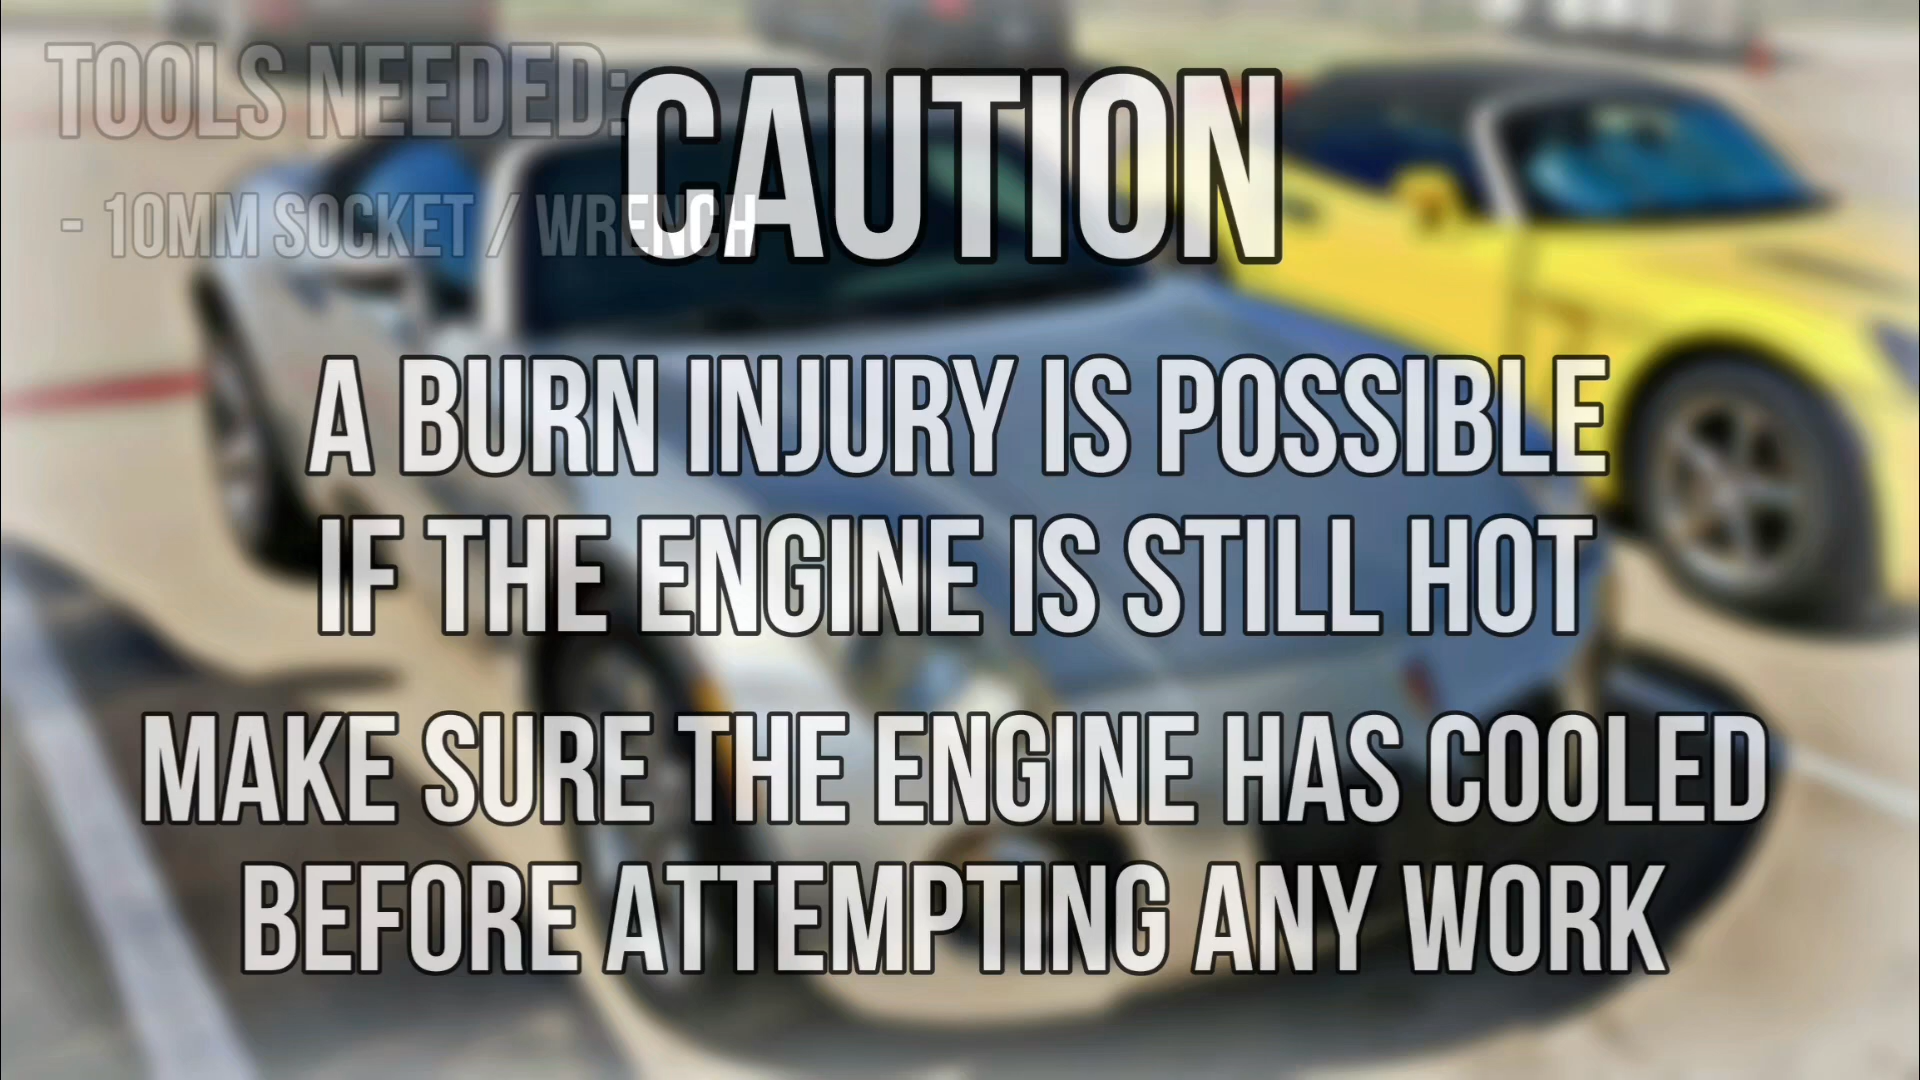 TOOLS NEEDED:
- 10MM SOCKET / WRENCH
CAUTION
A BURN INJURY IS POSSIBLE
IF THE ENGINE IS STILL HOT
MAKE SURE THE ENGINE HAS COOLED
BEFORE ATTEMPTING ANY WORK